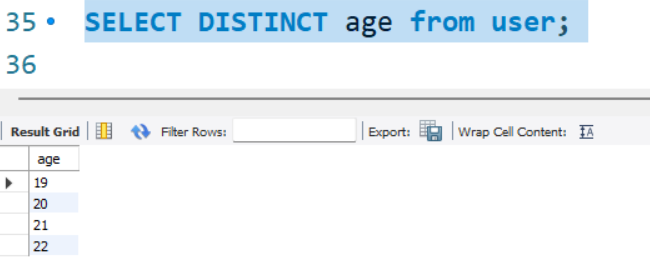 35 SELECT DISTINCT age from user;
36
Result Grid Filter Rows: Export: Wrap Cell Content: IA
age
19
20
21
22